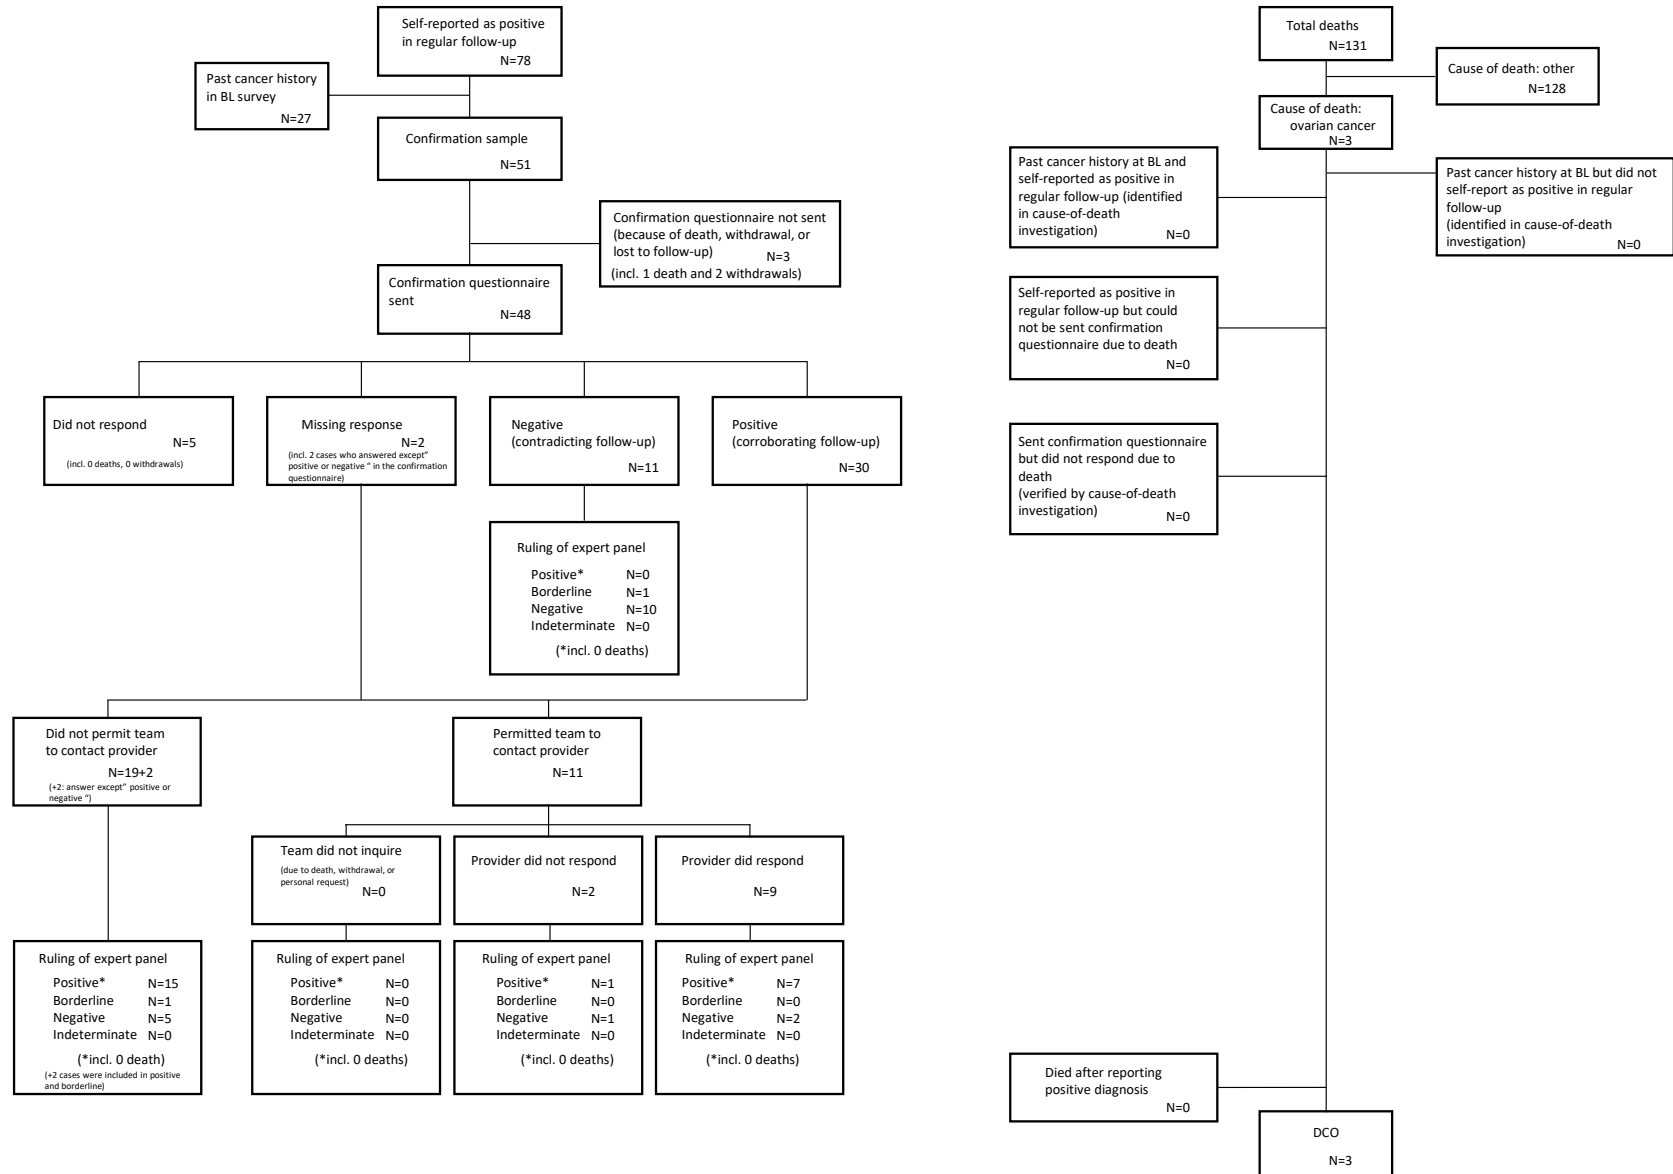 Self-reported as positive
in regular follow-up
N=78
Past cancer history
in BL survey
N=27
Confirmation sample
N=51
Confirmation questionnaire not sent
(because of death, withdrawal, or
lost to follow-up)
N=3
(incl. 1 death and 2 withdrawals)
Confirmation questionnaire
sent
N=48
Did not respond
N=5
(incl. 0 deaths, 0 withdrawals)
Missing response
N=2
(incl. 2 cases who answered except”
positive or negative “ in the confirmation
questionnaire)
Negative
(contradicting follow-up)
N=11
Positive
(corroborating follow-up)
N=30
Ruling of expert panel
Positive* N=0
Borderline N=1
Negative N=10
Indeterminate N=0
(*incl. 0 deaths)
Did not permit team
to contact provider
N=19+2
(+2: answer except” positive or
negative “)
Permitted team to
contact provider
N=11
Team did not inquire
(due to death, withdrawal, or
personal request)
N=0
Provider did not respond
N=2
Provider did respond
N=9
Ruling of expert panel
Positive* N=15
Borderline N=1
Negative N=5
Indeterminate N=0
(*incl. 0 death)
(+2 cases were included in positive
and borderline)
Ruling of expert panel
Positive* N=0
Borderline N=0
Negative N=0
Indeterminate N=0
(*incl. 0 deaths)
Ruling of expert panel
Positive* N=1
Borderline N=0
Negative N=1
Indeterminate N=0
(*incl. 0 deaths)
Ruling of expert panel
Positive* N=7
Borderline N=0
Negative N=2
Indeterminate N=0
(*incl. 0 deaths)
Total deaths
N=131
Cause of death: other
N=128
Cause of death:
ovarian cancer
N=3
Past cancer history at BL and
self-reported as positive in
regular follow-up (identified
in cause-of-death
investigation)
N=0
Past cancer history at BL but did not
self-report as positive in regular
follow-up
(identified in cause-of-death
investigation)
N=0
Self-reported as positive in
regular follow-up but could
not be sent confirmation
questionnaire due to death
N=0
Sent confirmation questionnaire
but did not respond due to
death
(verified by cause-of-death
investigation)
N=0
Died after reporting
positive diagnosis
N=0
DCO
N=3